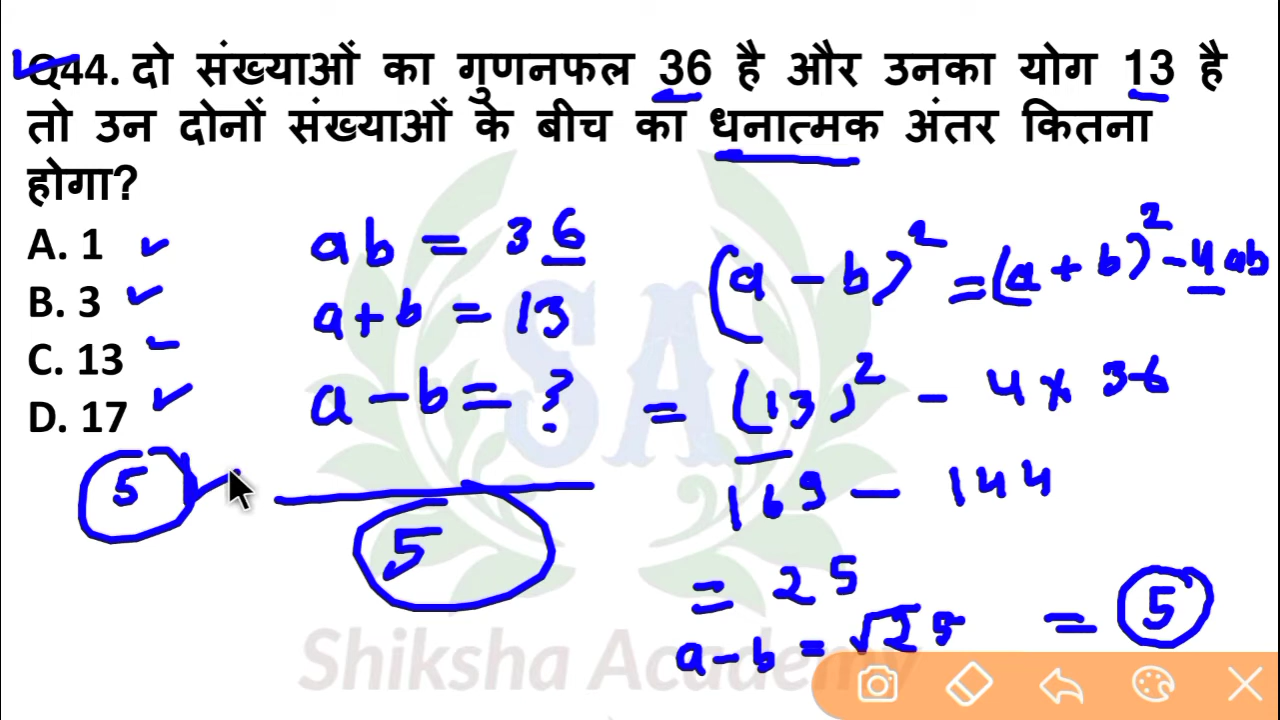 Q44. दो संख्याओं का गुणनफल 36 है और उनका योग 13 है
तो उन दोनों संख्याओं के बीच का धनात्मक अंतर कितना
होगा?
A. 1
B. 3
C. 13
D. 17
5
ab = 36
a+b = 13
a-b = ?
5
(a - b)² = (a + b)² - 4ab
= (13)² - 4 × 36
169 - 144
= 25
a-b = √25 = 5
SA
Shiksha Academy